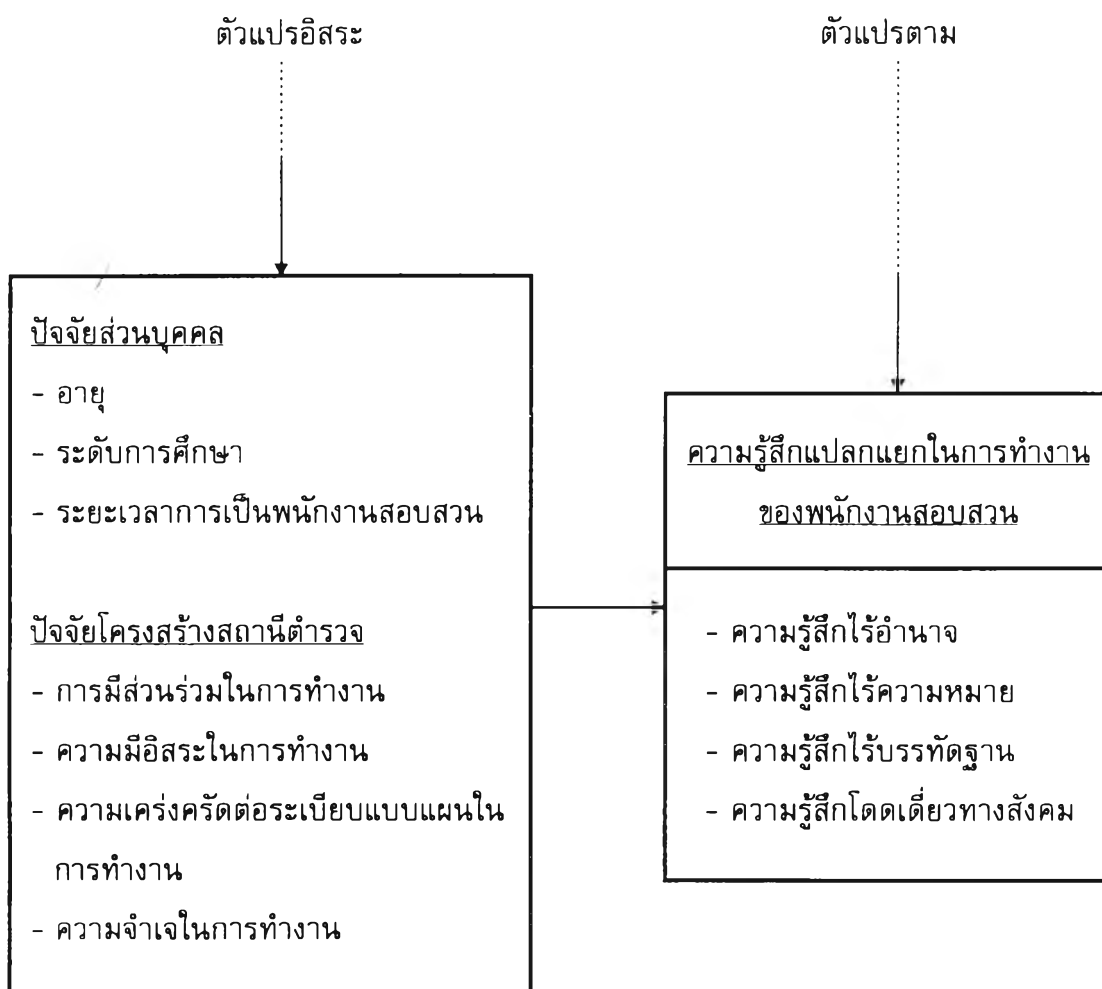 ตัวแปรอิสระ
ตัวแปรตาม
ปัจจัยส่วนบุคคล
- อายุ
- ระดับการศึกษา
- ระยะเวลาการเป็นพนักงานสอบสวน
ปัจจัยโครงสร้างสถานีตำรวจ
- การมีส่วนร่วมในการทำงาน
- ความมีอิสระในการทำงาน
- ความเคร่งครัดต่อระเบียบแบบแผนใน
การทำงาน
- ความจำเจในการทำงาน
ความรู้สึกแปลกแยกในการทำงาน
ของพนักงานสอบสวน
- ความรู้สึกไร้อำนาจ
- ความรู้สึกไร้ความหมาย
- ความรู้สึกไร้บรรทัดฐาน
- ความรู้สึกโดดเดี่ยวทางสังคม